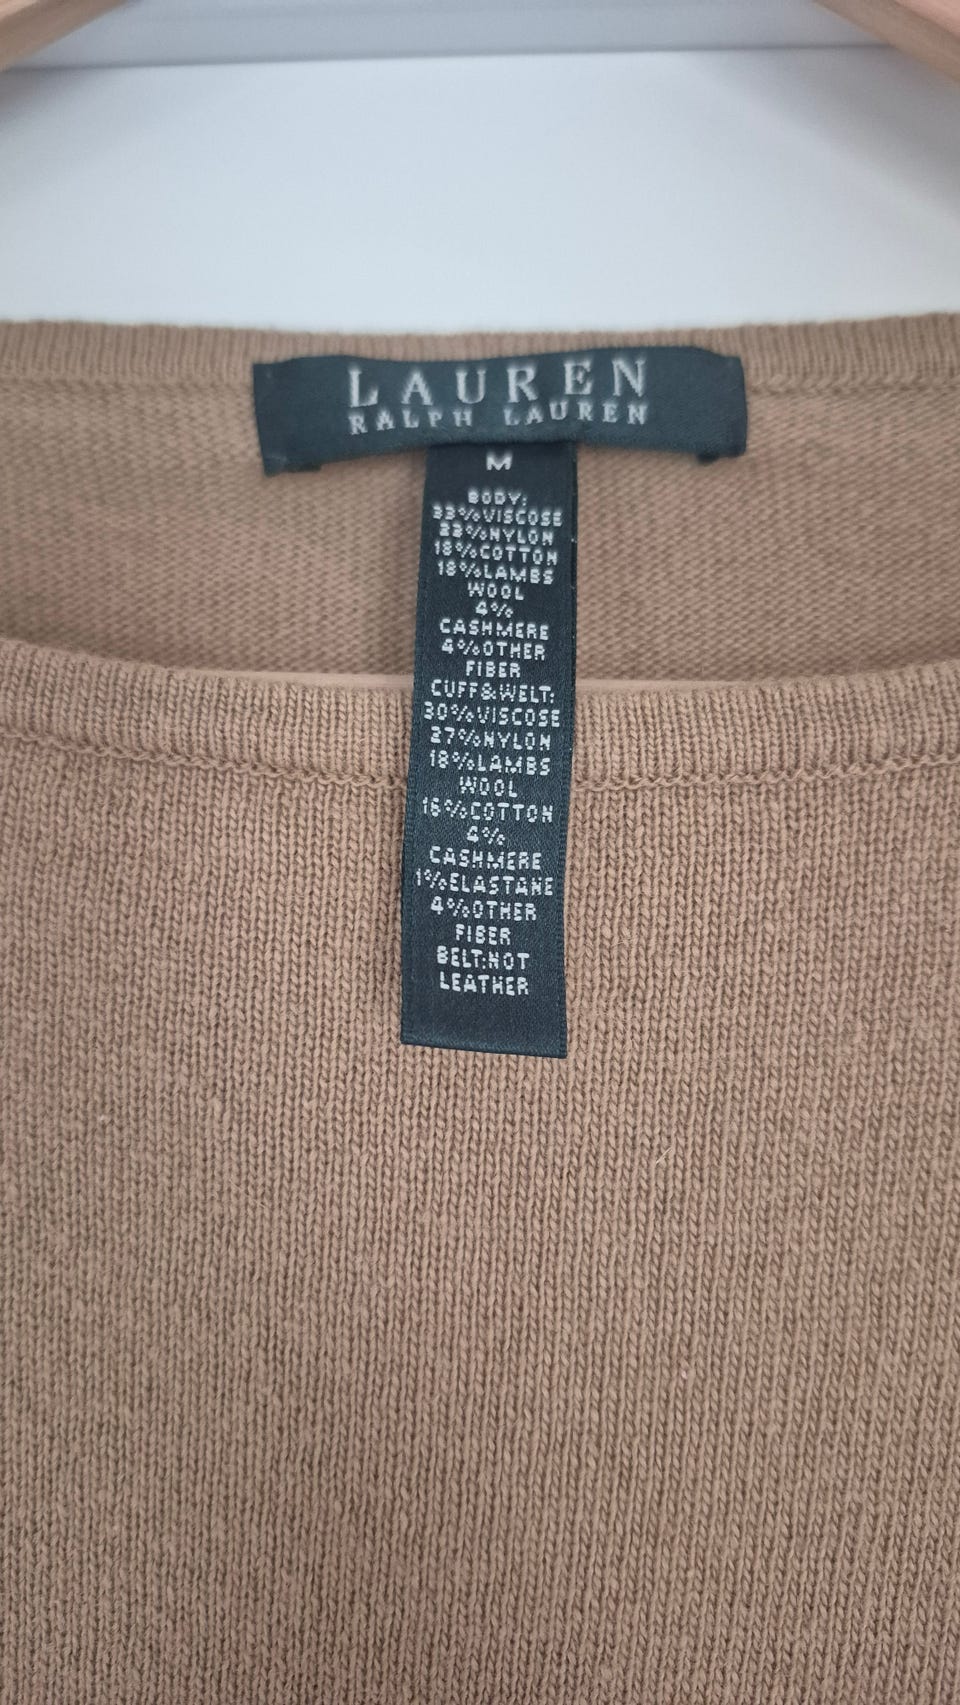 LAUREN
RALPH LAUREN
M
BODY:
33%VISCOSE
23%NYLON
18%COTTON
18%LAMBS
WOOL
4%
CASHMERE
4%OTHER
FIBER
CUFF&WELT:
30%VISCOSE
27%NYLON
18%LAMBS
WOOL
16%COTTON
4%
CASHMERE
1%ELASTANE
4%OTHER
FIBER
BELT:NOT
LEATHER